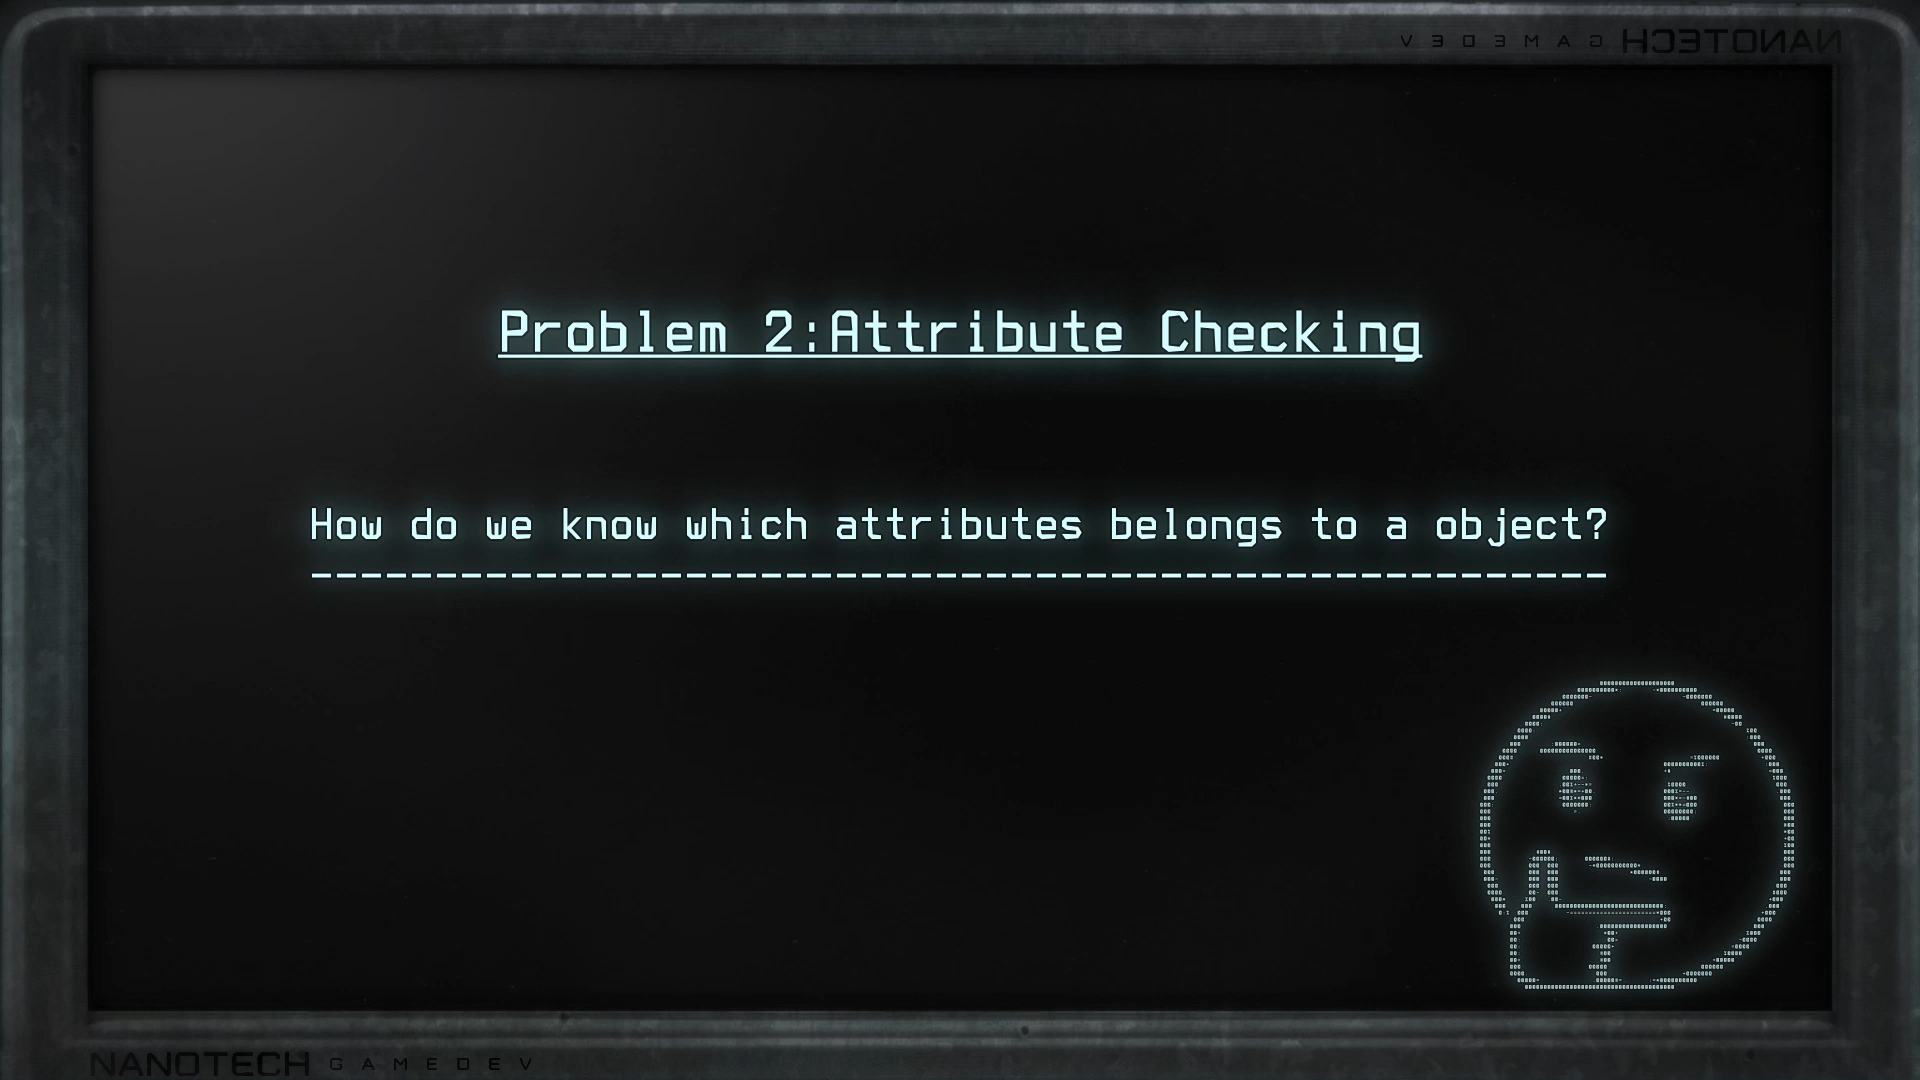 NANOTECH GAMEDEV
Problem 2:Attribute Checking
How do we know which attributes belongs to a object?
NANOTECH GAMEDEV